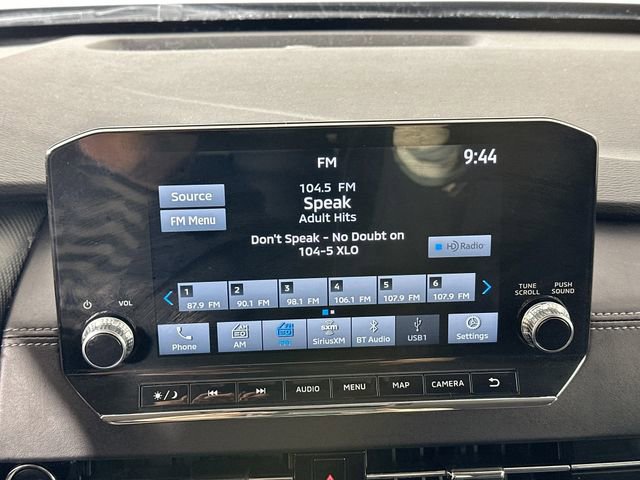 FM
9:44
104.5 FM
Source
Speak
Adult Hits
FM Menu
Don't Speak - No Doubt on
104-5 XLO
HD Radio
1 2 3 4 5 6
87.9 FM 90.1 FM 98.1 FM 106.1 FM 107.9 FM 107.9 FM
VOL
TUNE SCROLL
PUSH SOUND
Phone
AM
sxm
SiriusXM
BT Audio
USB1
Settings
AUDIO MENU MAP CAMERA